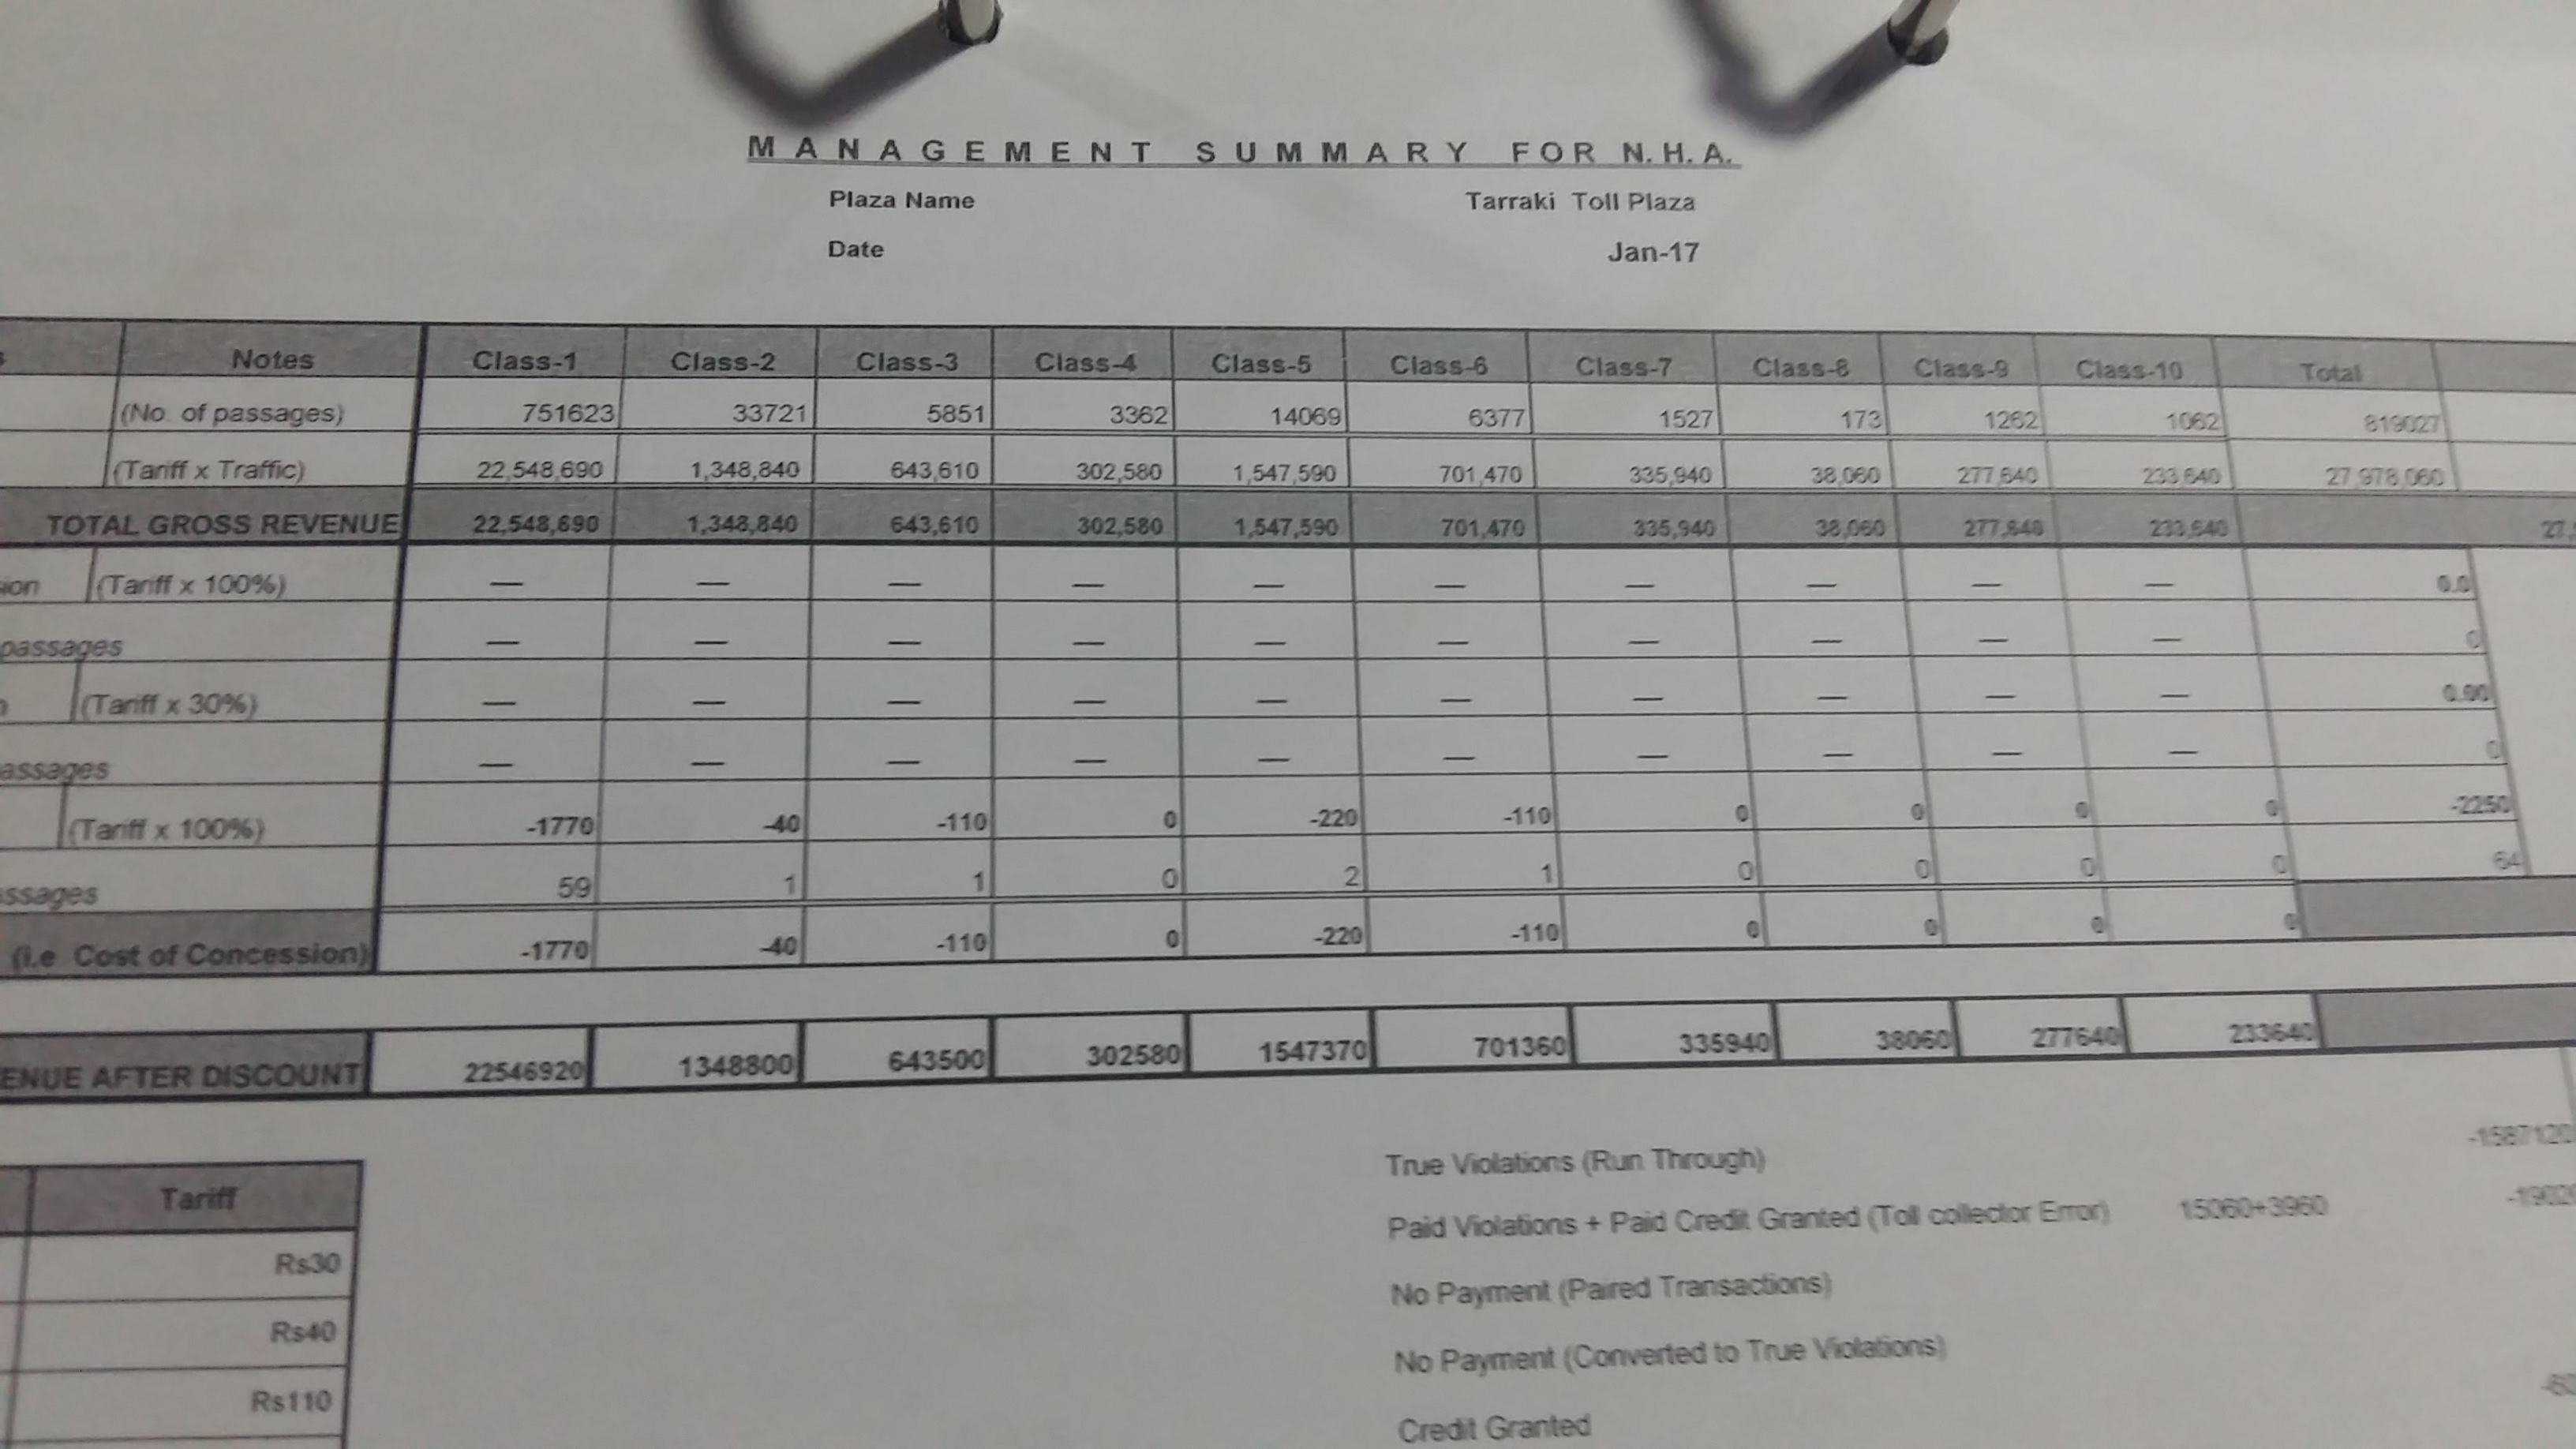 MANAGEMENT SUMMARY FOR N.H.A.
Plaza Name Tarraki Toll Plaza
Date Jan-17
s Notes Class-1 Class-2 Class-3 Class-4 Class-5 Class-6 Class-7 Class-8 Class-9 Class-10 Total
(No. of passages) 751623 33721 5851 3362 14069 6377 1527 173 1262 1062 819027
(Tariff x Traffic) 22,548,690 1,348,840 643,610 302,580 1,547,590 701,470 335,940 38,060 277,640 233,640 27,978,060
TOTAL GROSS REVENUE 22,548,690 1,348,840 643,610 302,580 1,547,590 701,470 335,940 38,060 277,640 233,640 27,
ion (Tariff x 100%) — — — — — — — — — — 0.0
passages — — — — — — — — — — 0
(Tariff x 30%) — — — — — — — — — — 0.00
assages — — — — — — — — — — 0
(Tariff x 100%) -1770 -40 -110 0 -220 -110 0 0 0 0 -2250
ssages 59 1 1 0 2 1 0 0 0 0 64
(i.e Cost of Concession) -1770 -40 -110 0 -220 -110 0 0 0 0
ENUE AFTER DISCOUNT 22546920 1348800 643500 302580 1547370 701360 335940 38060 277640 233640
True Violations (Run Through) -1587120
Paid Violations + Paid Credit Granted (Toll collector Error) 15060+3960 -1902
No Payment (Paired Transactions)
No Payment (Converted to True Violations)
Credit Granted -60
Tariff
Rs30
Rs40
Rs110